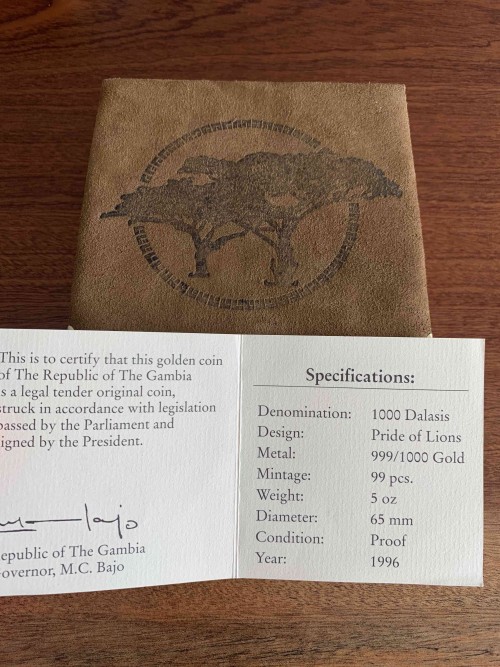 This is to certify that this golden coin
of The Republic of The Gambia
s a legal tender original coin,
struck in accordance with legislation
passed by the Parliament and
igned by the President.
epublic of The Gambia
overnor, M.C. Bajo
Specifications:
Denomination: 1000 Dalasis
Design: Pride of Lions
Metal: 999/1000 Gold
Mintage: 99 pcs.
Weight: 5 oz
Diameter: 65 mm
Condition: Proof
Year: 1996